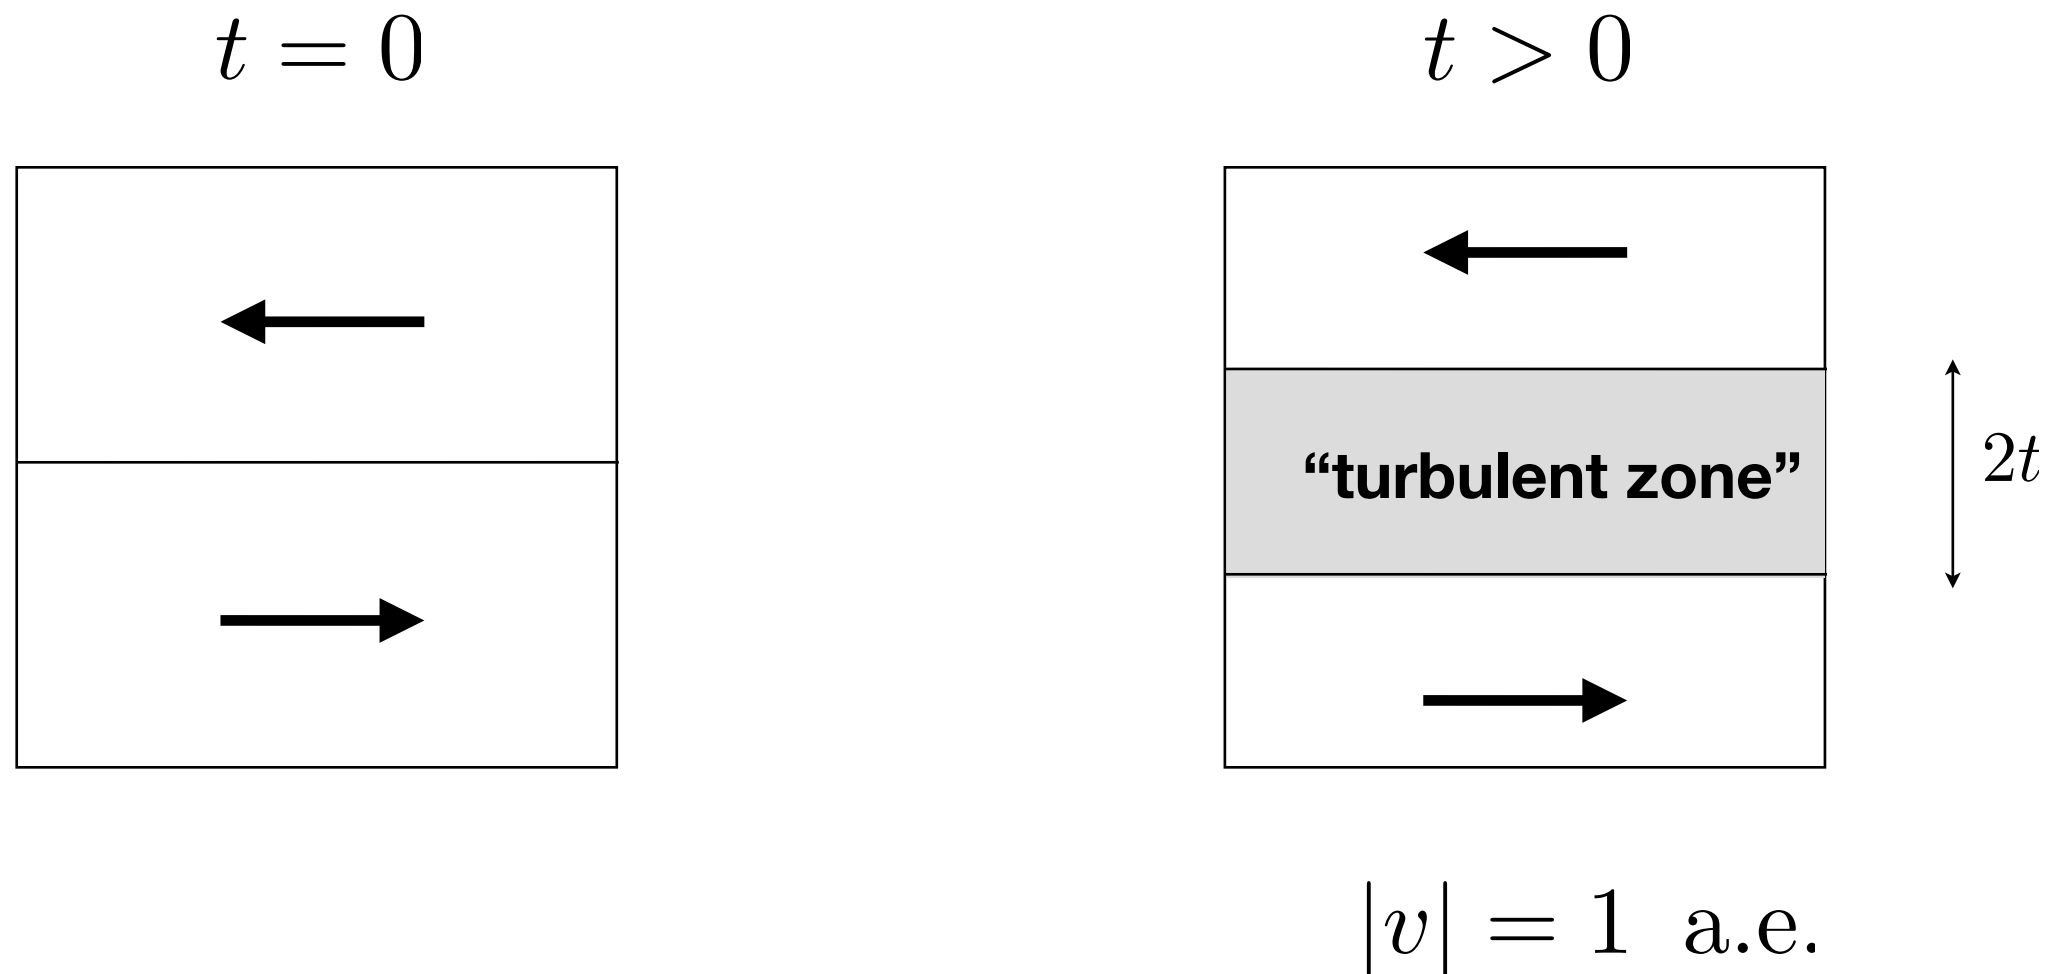 t = 0
t > 0
“turbulent zone”
2t
|v| = 1 a.e.